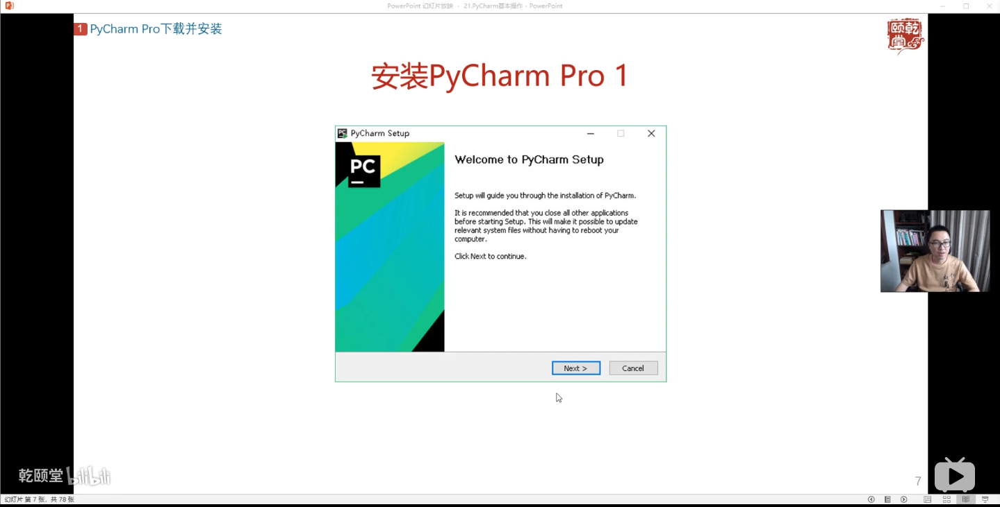 PowerPoint 幻灯片放映 - 21.PyCharm基本操作 - PowerPoint
1 PyCharm Pro下载并安装
颐乾堂
安装PyCharm Pro 1
PyCharm Setup
PC
Welcome to PyCharm Setup
Setup will guide you through the installation of PyCharm.
It is recommended that you close all other applications
before starting Setup. This will make it possible to update
relevant system files without having to reboot your
computer.
Click Next to continue.
Next >
Cancel
乾颐堂 bilibili
7
幻灯片 第 7 张，共 78 张